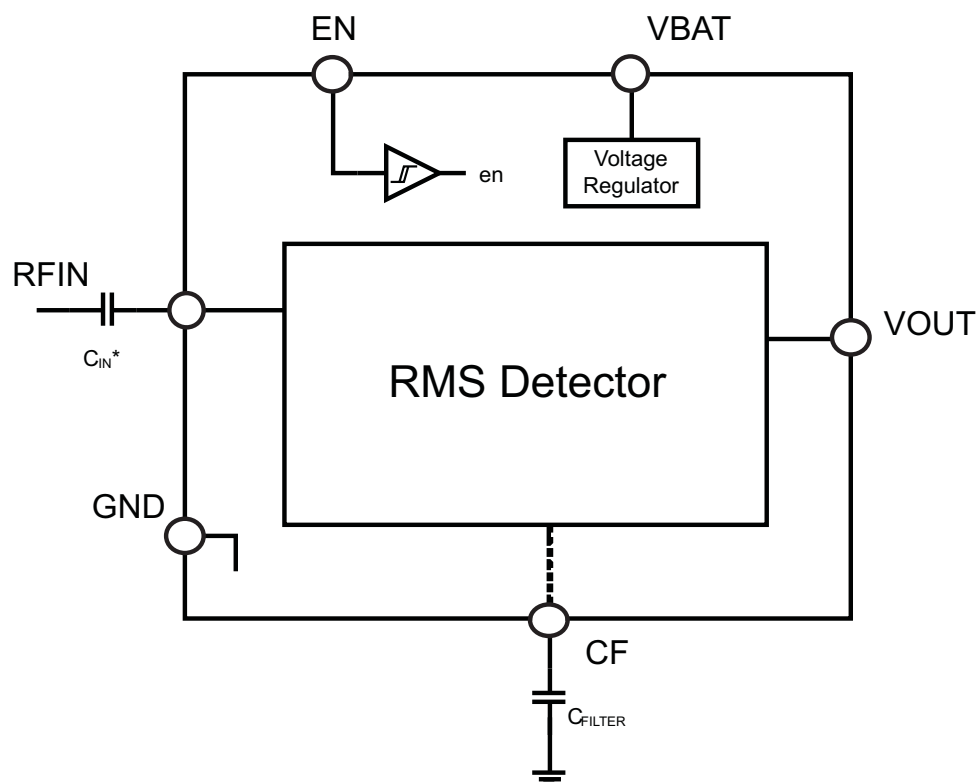 EN
VBAT
Voltage
Regulator
en
RFIN
CIN*
RMS Detector
VOUT
GND
CF
CFILTER